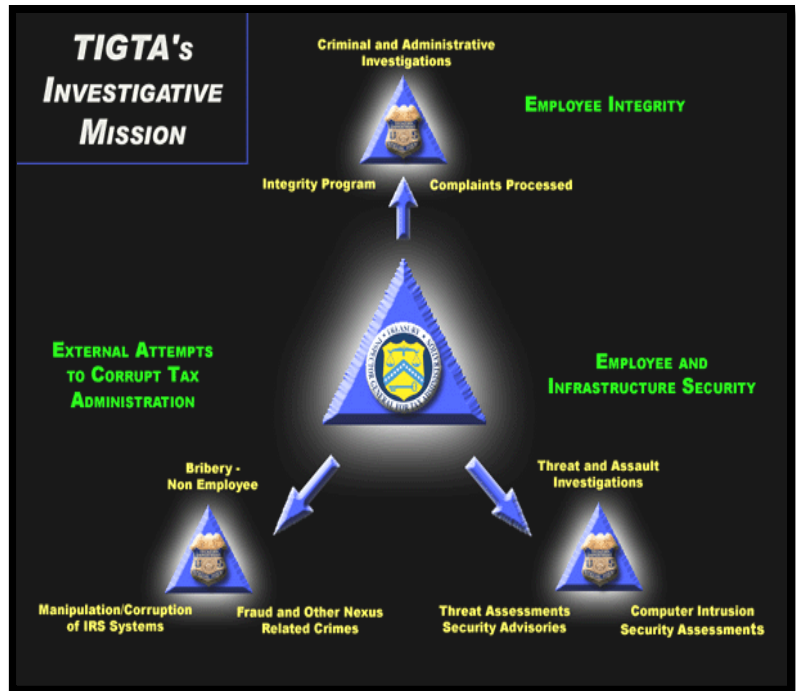 TIGTA's
Investigative
Mission
Criminal and Administrative
Investigations
Employee Integrity
Integrity Program
Complaints Processed
External Attempts
to Corrupt Tax
Administration
Employee and
Infrastructure Security
Bribery -
Non Employee
Threat and Assault
Investigations
Manipulation/Corruption
of IRS Systems
Fraud and Other Nexus
Related Crimes
Threat Assessments
Security Advisories
Computer Intrusion
Security Assessments